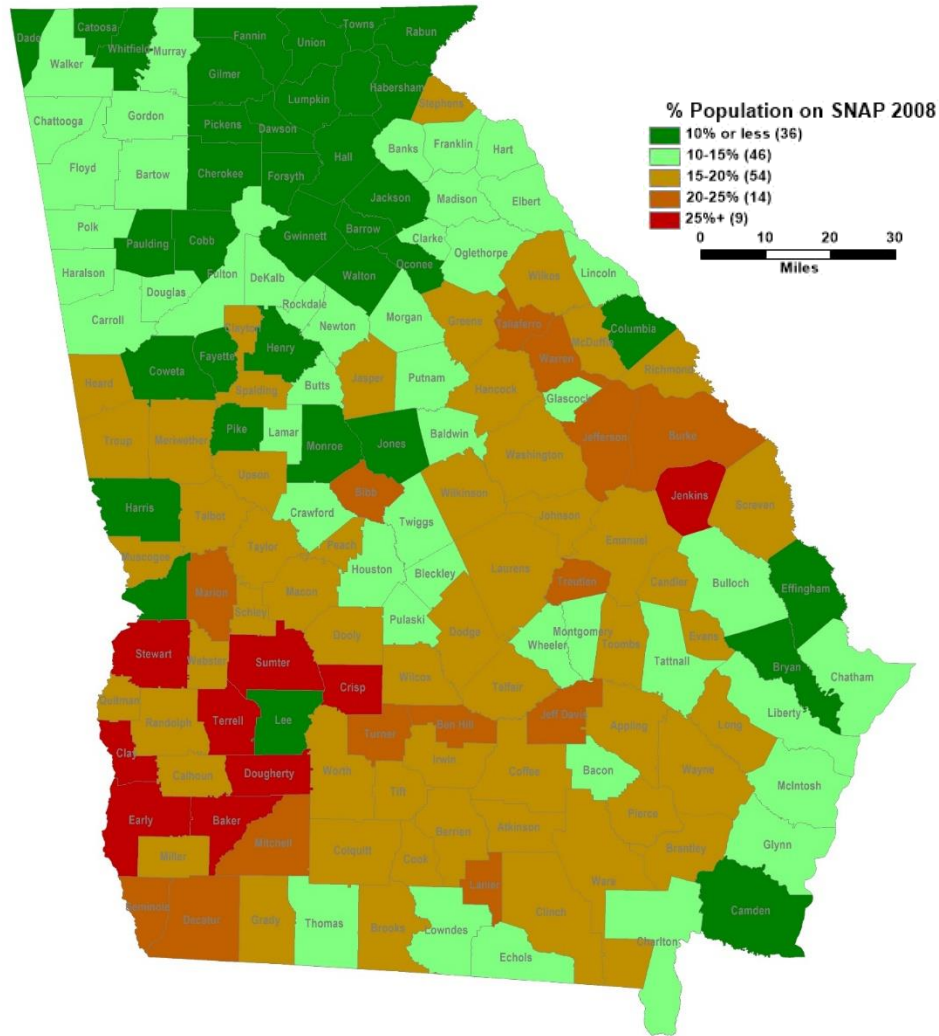 % Population on SNAP 2008
10% or less (36)
10-15% (46)
15-20% (54)
20-25% (14)
25%+ (9)
0 10 20 30
Miles
Dade
Catoosa
Whitfield
Murray
Fannin
Union
Towns
Rabun
Walker
Gilmer
Habersham
Lumpkin
Stephens
Chattooga
Gordon
Pickens
Dawson
Hall
Banks
Franklin
Hart
Floyd
Bartow
Cherokee
Forsyth
Jackson
Madison
Elbert
Polk
Paulding
Cobb
Gwinnett
Barrow
Clarke
Oglethorpe
Haralson
Fulton
DeKalb
Walton
Oconee
Wilkes
Lincoln
Douglas
Rockdale
Newton
Morgan
Greene
Taliaferro
Columbia
Carroll
Clayton
Henry
Warren
McDuffie
Heard
Coweta
Fayette
Spalding
Butts
Jasper
Putnam
Hancock
Glascock
Richmond
Troup
Meriwether
Pike
Lamar
Monroe
Jones
Baldwin
Washington
Jefferson
Burke
Upson
Bibb
Wilkinson
Jenkins
Screven
Harris
Talbot
Crawford
Twiggs
Johnson
Emanuel
Muscogee
Taylor
Peach
Houston
Bleckley
Laurens
Treutlen
Candler
Bulloch
Effingham
Marion
Schley
Macon
Pulaski
Dodge
Wheeler
Montgomery
Toombs
Evans
Tattnall
Bryan
Chatham
Stewart
Webster
Sumter
Dooly
Crisp
Wilcox
Telfair
Liberty
Quitman
Randolph
Terrell
Lee
Turner
Ben Hill
Jeff Davis
Appling
Long
Clay
Calhoun
Dougherty
Worth
Irwin
Coffee
Bacon
Wayne
McIntosh
Early
Baker
Mitchell
Tift
Berrien
Atkinson
Pierce
Brantley
Glynn
Miller
Colquitt
Cook
Lanier
Ware
Camden
Seminole
Decatur
Grady
Thomas
Brooks
Lowndes
Clinch
Echols
Charlton